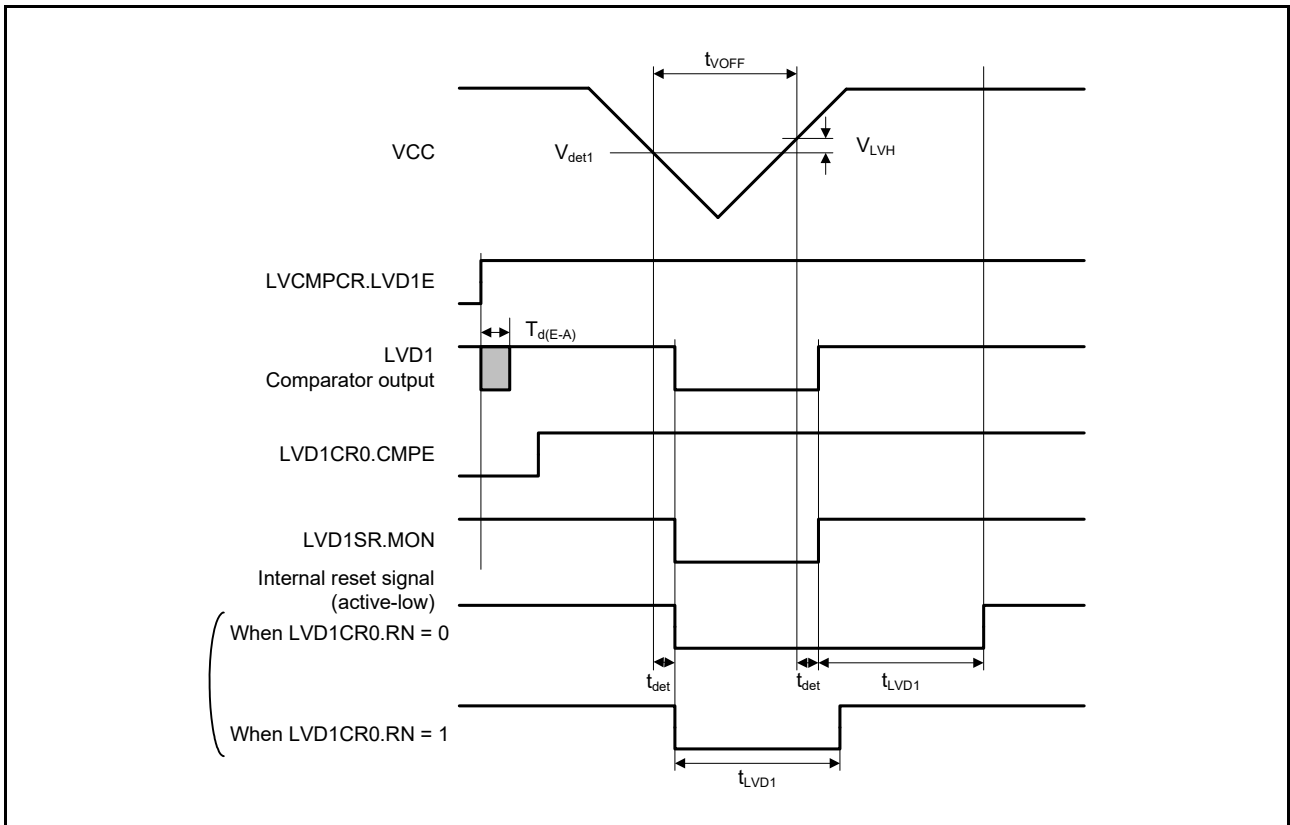 tVOFF
VCC
Vdet1
VLVH
LVCMPCR.LVD1E
Td(E-A)
LVD1
Comparator output
LVD1CR0.CMPE
LVD1SR.MON
Internal reset signal
(active-low)
When LVD1CR0.RN = 0
tdet
tdet
tLVD1
When LVD1CR0.RN = 1
tLVD1